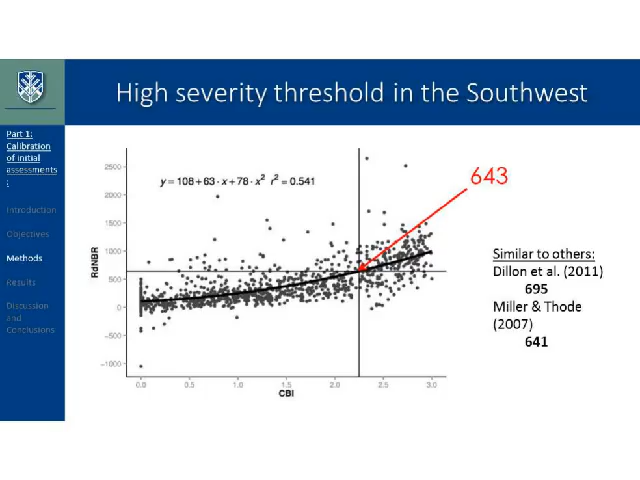 High severity threshold in the Southwest
Part 1:
Calibration
of initial
assessments
:
Introduction
Objectives
Methods
Results
Discussion
and
Conclusions
y = 108 + 63 · x + 78 · x² r² = 0.541
643
RdNBR
2500
2000
1500
1000
500
0
−500
−1000
0.0 0.5 1.0 1.5 2.0 2.5 3.0
CBI
Similar to others:
Dillon et al. (2011)
695
Miller & Thode
(2007)
641